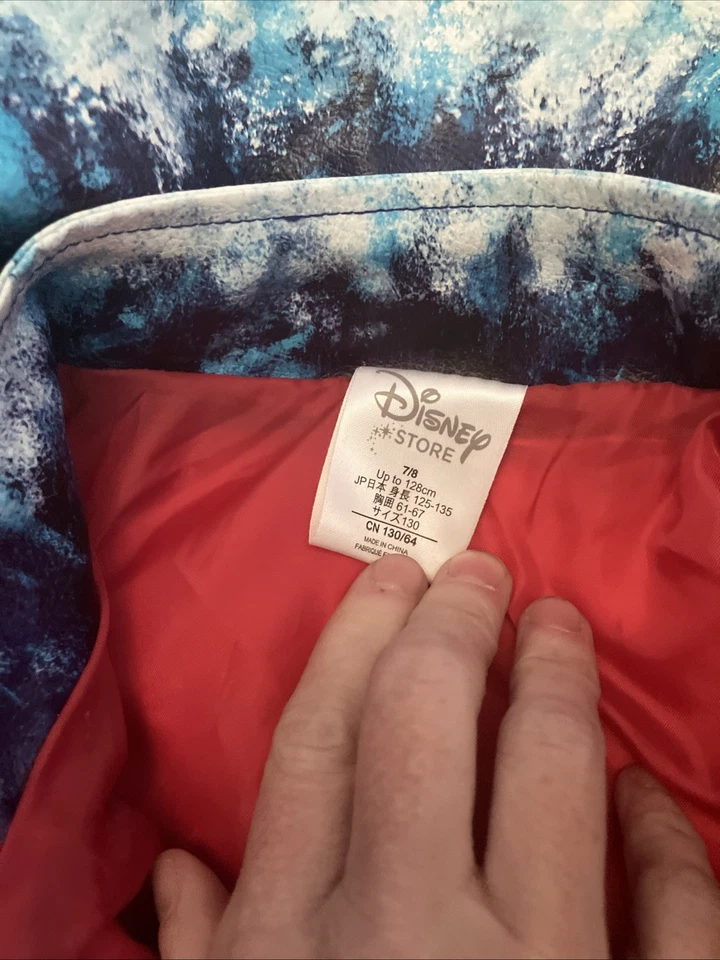 Disney
STORE
7/8
Up to 128cm
JP日本 身長 125-135
胸囲 61-67
サイズ130
CN 130/64
MADE IN CHINA
FABRIQUÉ